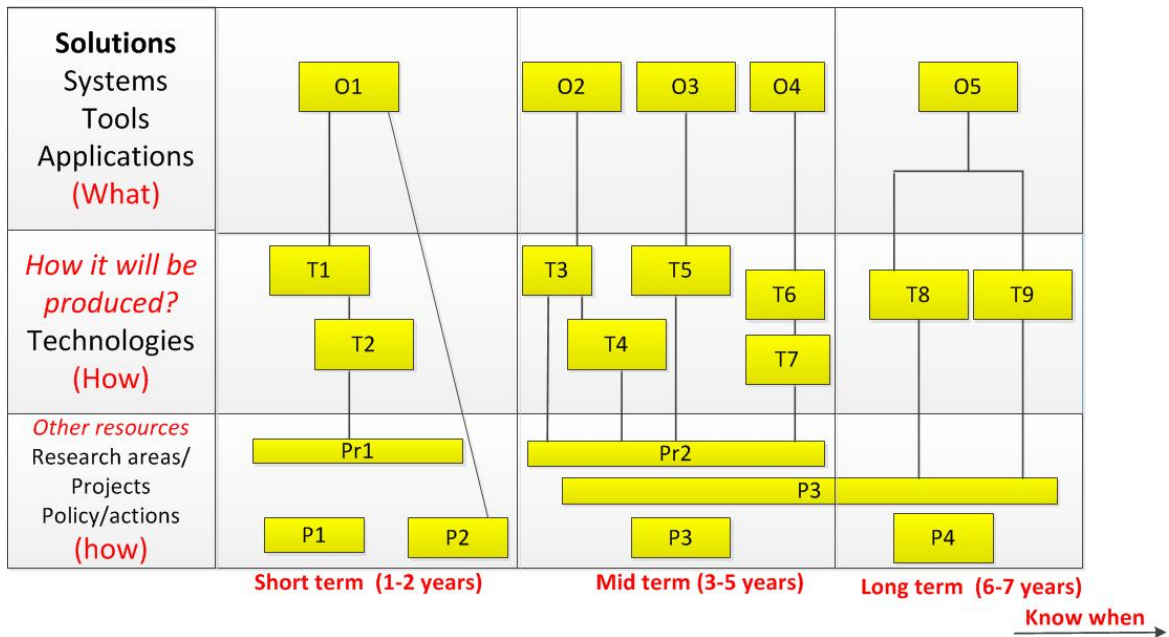 Solutions
Systems
Tools
Applications
(What)
O1
O2
O3
O4
O5
How it will be
produced?
Technologies
(How)
T1
T2
T3
T4
T5
T6
T7
T8
T9
Other resources
Research areas/
Projects
Policy/actions
(how)
Pr1
Pr2
P3
P1
P2
P3
P4
Short term (1-2 years)
Mid term (3-5 years)
Long term (6-7 years)
Know when